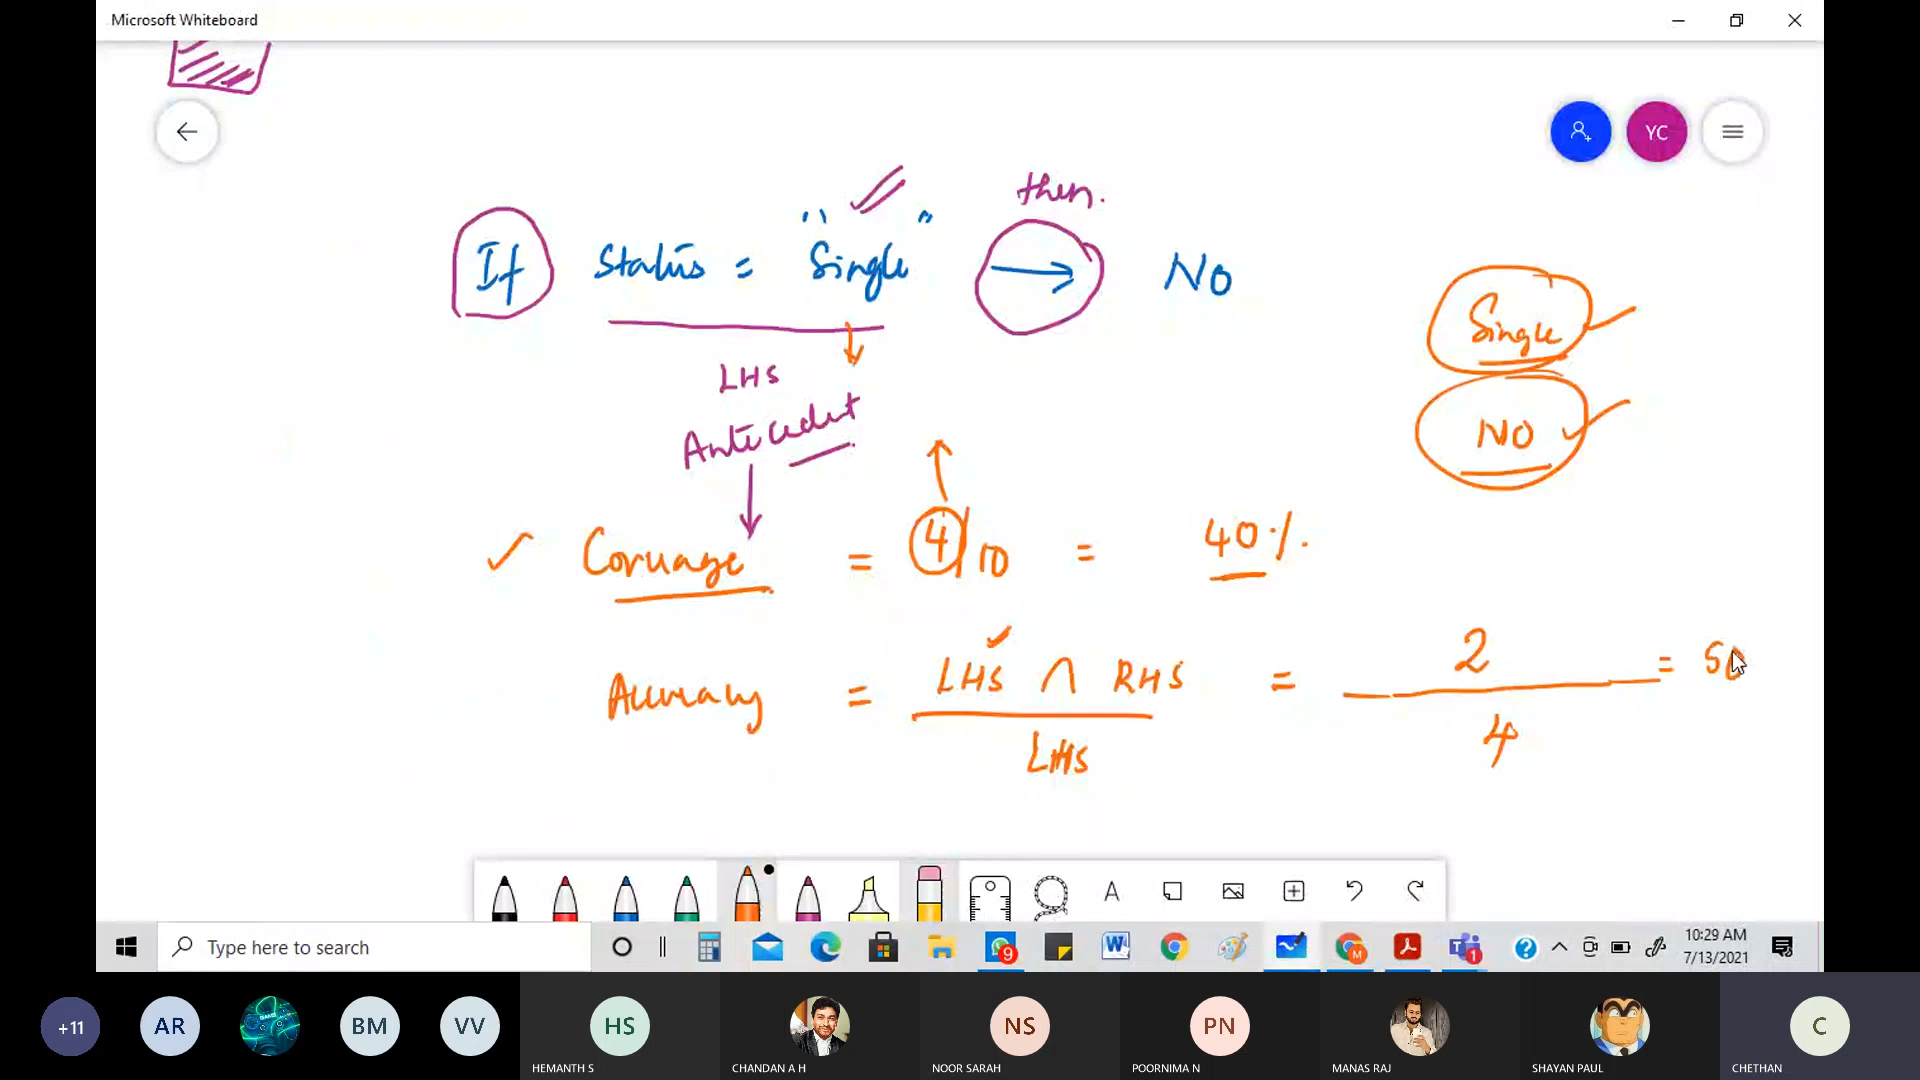 Microsoft Whiteboard
YC
then.
If Status = "Single" → NO
Single
LHS
Antecedent
NO
Coverage = 4/10 = 40%.
Accuracy = LHS ∩ RHS = 2 = 50
LHS 4
A
Type here to search
9
W
M
1
10:29 AM
7/13/2021
+11
AR
BM
VV
HS
NS
PN
C
HEMANTH S
CHANDAN A H
NOOR SARAH
POORNIMA N
MANAS RAJ
SHAYAN PAUL
CHETHAN